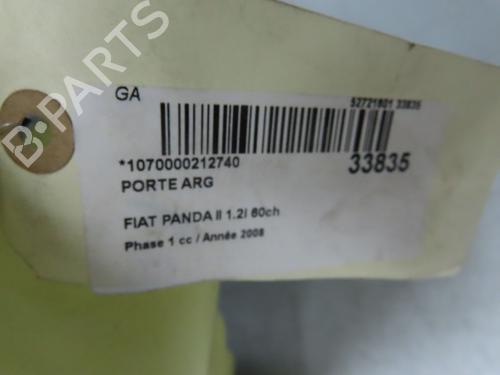 GA
52721801 33835
*1070000212740
33835
PORTE ARG
FIAT PANDA II 1.2i 60ch
Phase 1 cc / Année 2008
B-PARTS